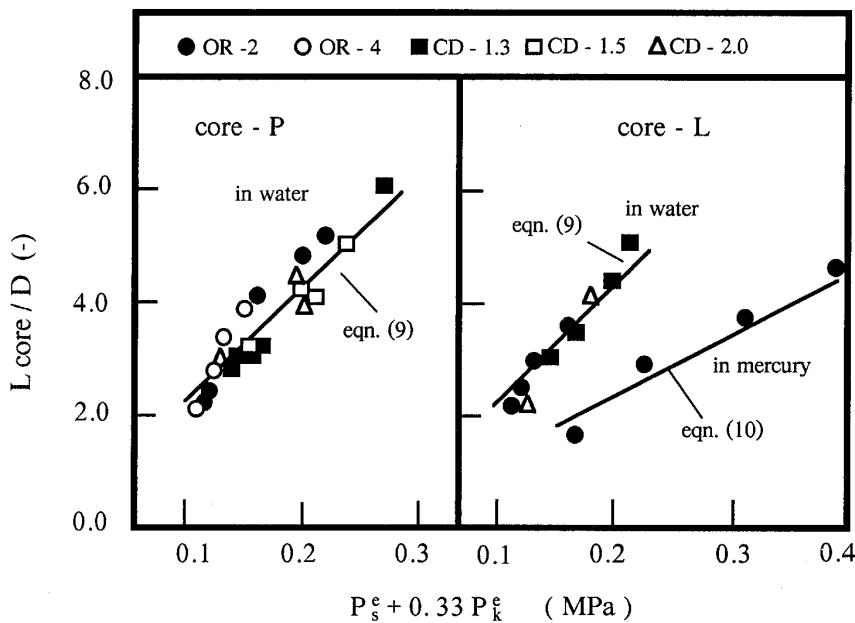 OR -2 OR - 4 CD - 1.3 CD - 1.5 CD - 2.0
8.0
6.0
4.0
2.0
0.0
L core / D (-)
core - P
in water
eqn. (9)
core - L
in water
eqn. (9)
in mercury
eqn. (10)
0.1 0.2 0.3 0.1 0.2 0.3 0.4
P_s^e + 0.33 P_k^e ( MPa)